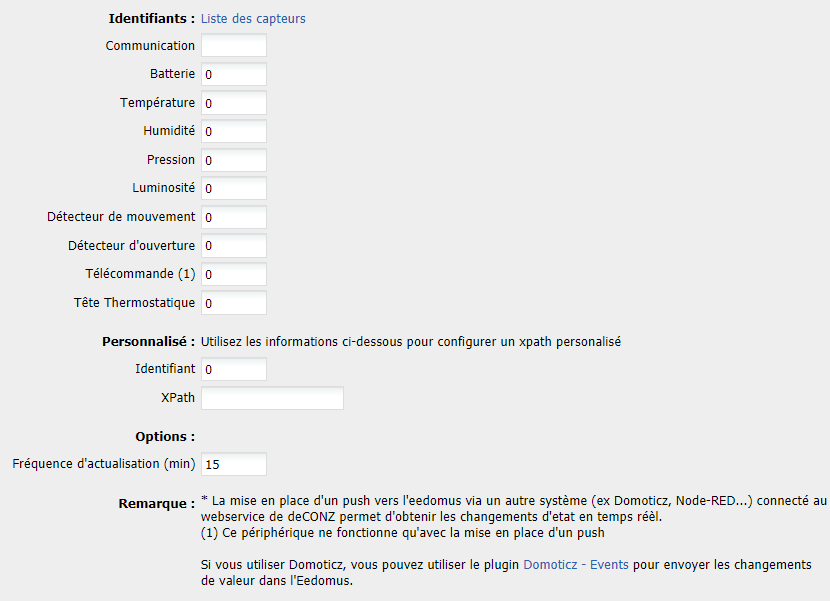 Identifiants : Liste des capteurs
Communication
Batterie 0
Température 0
Humidité 0
Pression 0
Luminosité 0
Détecteur de mouvement 0
Détecteur d'ouverture 0
Télécommande (1) 0
Tête Thermostatique 0
Personnalisé : Utilisez les informations ci-dessous pour configurer un xpath personalisé
Identifiant 0
XPath
Options :
Fréquence d'actualisation (min) 15
Remarque : * La mise en place d'un push vers l'eedomus via un autre système (ex Domoticz, Node-RED...) connecté au
webservice de deCONZ permet d'obtenir les changements d'etat en temps réèl.
(1) Ce périphérique ne fonctionne qu'avec la mise en place d'un push
Si vous utiliser Domoticz, vous pouvez utiliser le plugin Domoticz - Events pour envoyer les changements
de valeur dans l'Eedomus.